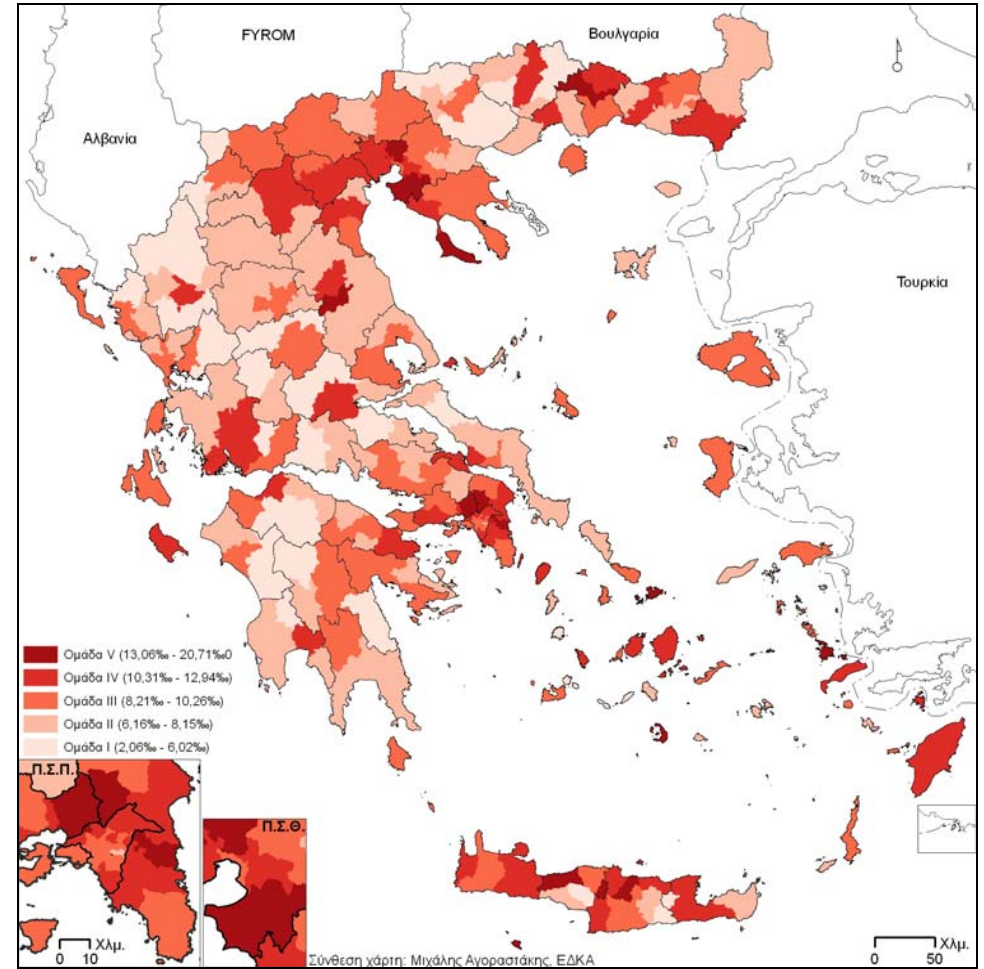 FYROM
Βουλγαρία
Αλβανία
Τουρκία
Ομάδα V (13,06‰ - 20,71‰0
Ομάδα IV (10,31‰ - 12,94‰)
Ομάδα III (8,21‰ - 10,26‰)
Ομάδα II (6,16‰ - 8,15‰)
Ομάδα I (2,06‰ - 6,02‰)
Π.Σ.Π.
Π.Σ.Θ.
Χλμ.
0 10
Σύνθεση χάρτη: Μιχάλης Αγοραστάκης, ΕΔΚΑ
Χλμ.
0 50